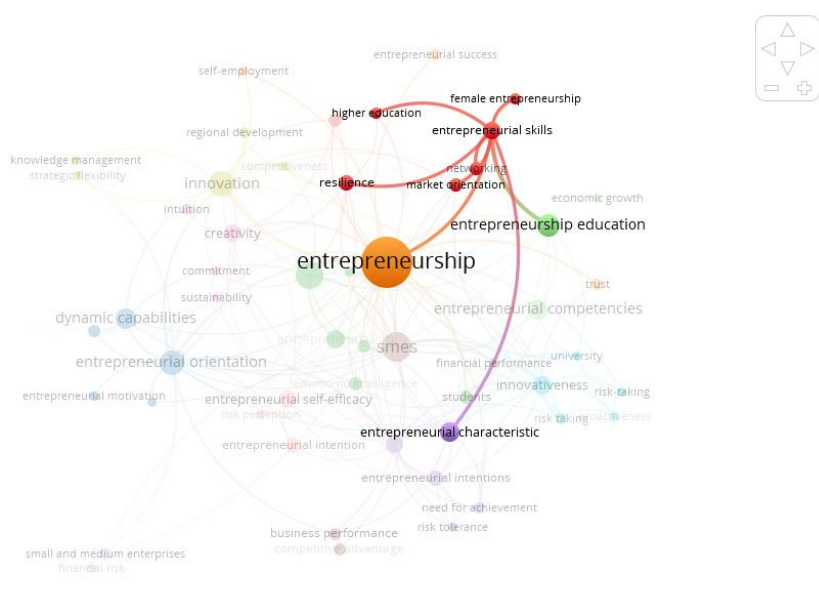 entrepreneurial success
self-employment
female entrepreneurship
higher education
entrepreneurial skills
regional development
knowledge management
competitiveness
networking
strategic flexibility
innovation
resilience
market orientation
economic growth
intuition
entrepreneurship education
creativity
entrepreneurship
commitment
trust
sustainability
entrepreneurial competencies
dynamic capabilities
smes
university
entrepreneurial orientation
financial performance
emotional intelligence
innovativeness
risk-taking
entrepreneurial motivation
entrepreneurial self-efficacy
students
risk perception
risk taking
entrepreneurial characteristic
entrepreneurial intention
entrepreneurial intentions
need for achievement
risk tolerance
business performance
competitive advantage
small and medium enterprises
financial risk